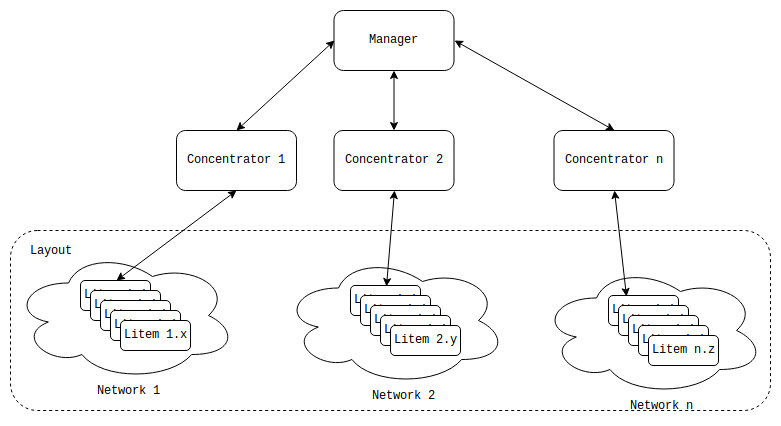 Manager
Concentrator 1
Concentrator 2
Concentrator n
Layout
Litem 1.x
Litem 2.y
Litem n.z
Network 1
Network 2
Network n